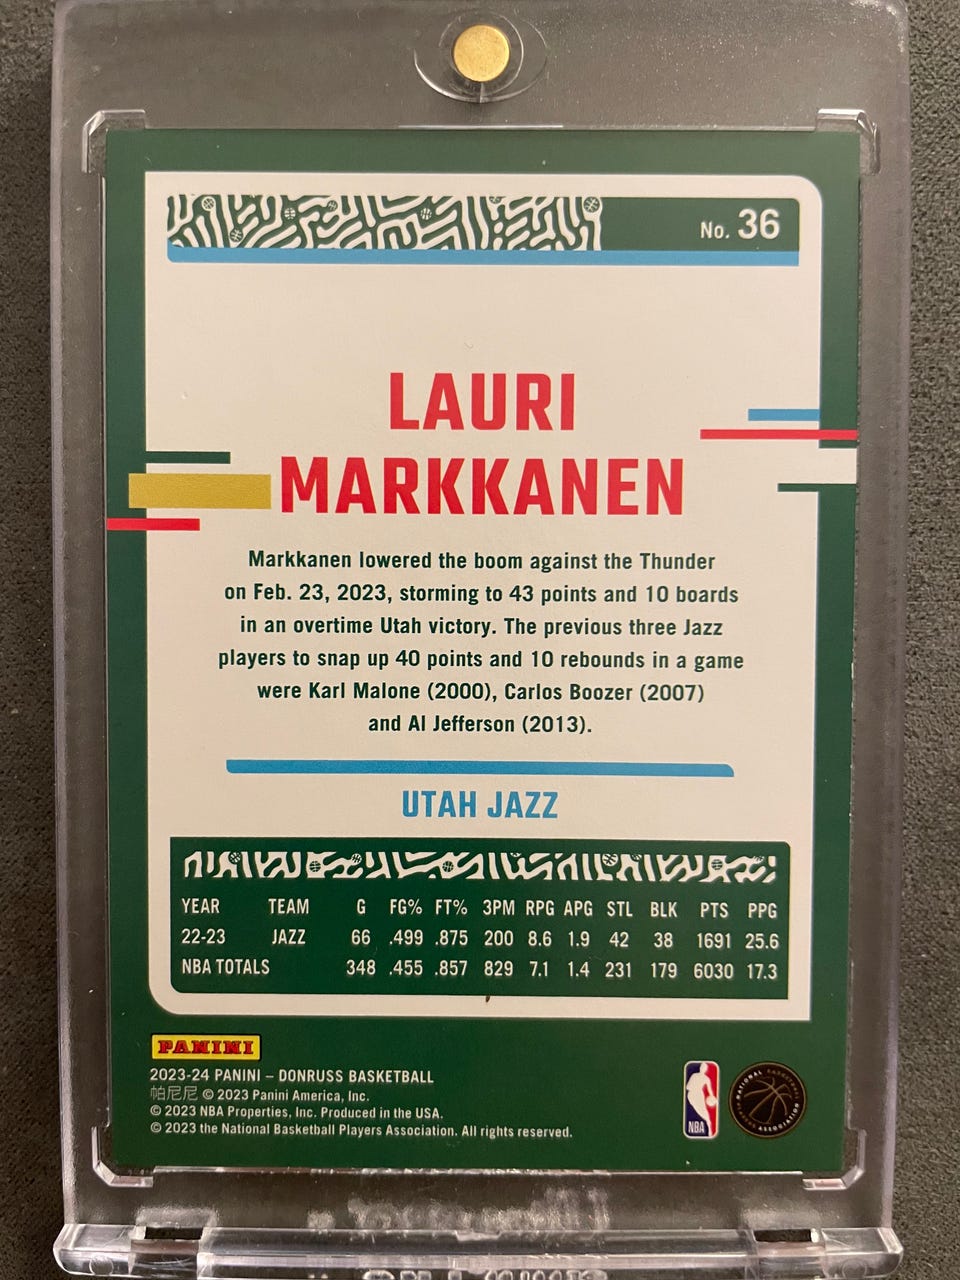 No. 36
LAURI
MARKKANEN
Markkanen lowered the boom against the Thunder
on Feb. 23, 2023, storming to 43 points and 10 boards
in an overtime Utah victory. The previous three Jazz
players to snap up 40 points and 10 rebounds in a game
were Karl Malone (2000), Carlos Boozer (2007)
and Al Jefferson (2013).
UTAH JAZZ
YEAR TEAM G FG% FT% 3PM RPG APG STL BLK PTS PPG
22-23 JAZZ 66 .499 .875 200 8.6 1.9 42 38 1691 25.6
NBA TOTALS 348 .455 .857 829 7.1 1.4 231 179 6030 17.3
PANINI
2023-24 PANINI – DONRUSS BASKETBALL
帕尼尼 © 2023 Panini America, Inc.
© 2023 NBA Properties, Inc. Produced in the USA.
© 2023 the National Basketball Players Association. All rights reserved.
NBA
NATIONAL BASKETBALL
ASSOCIATION